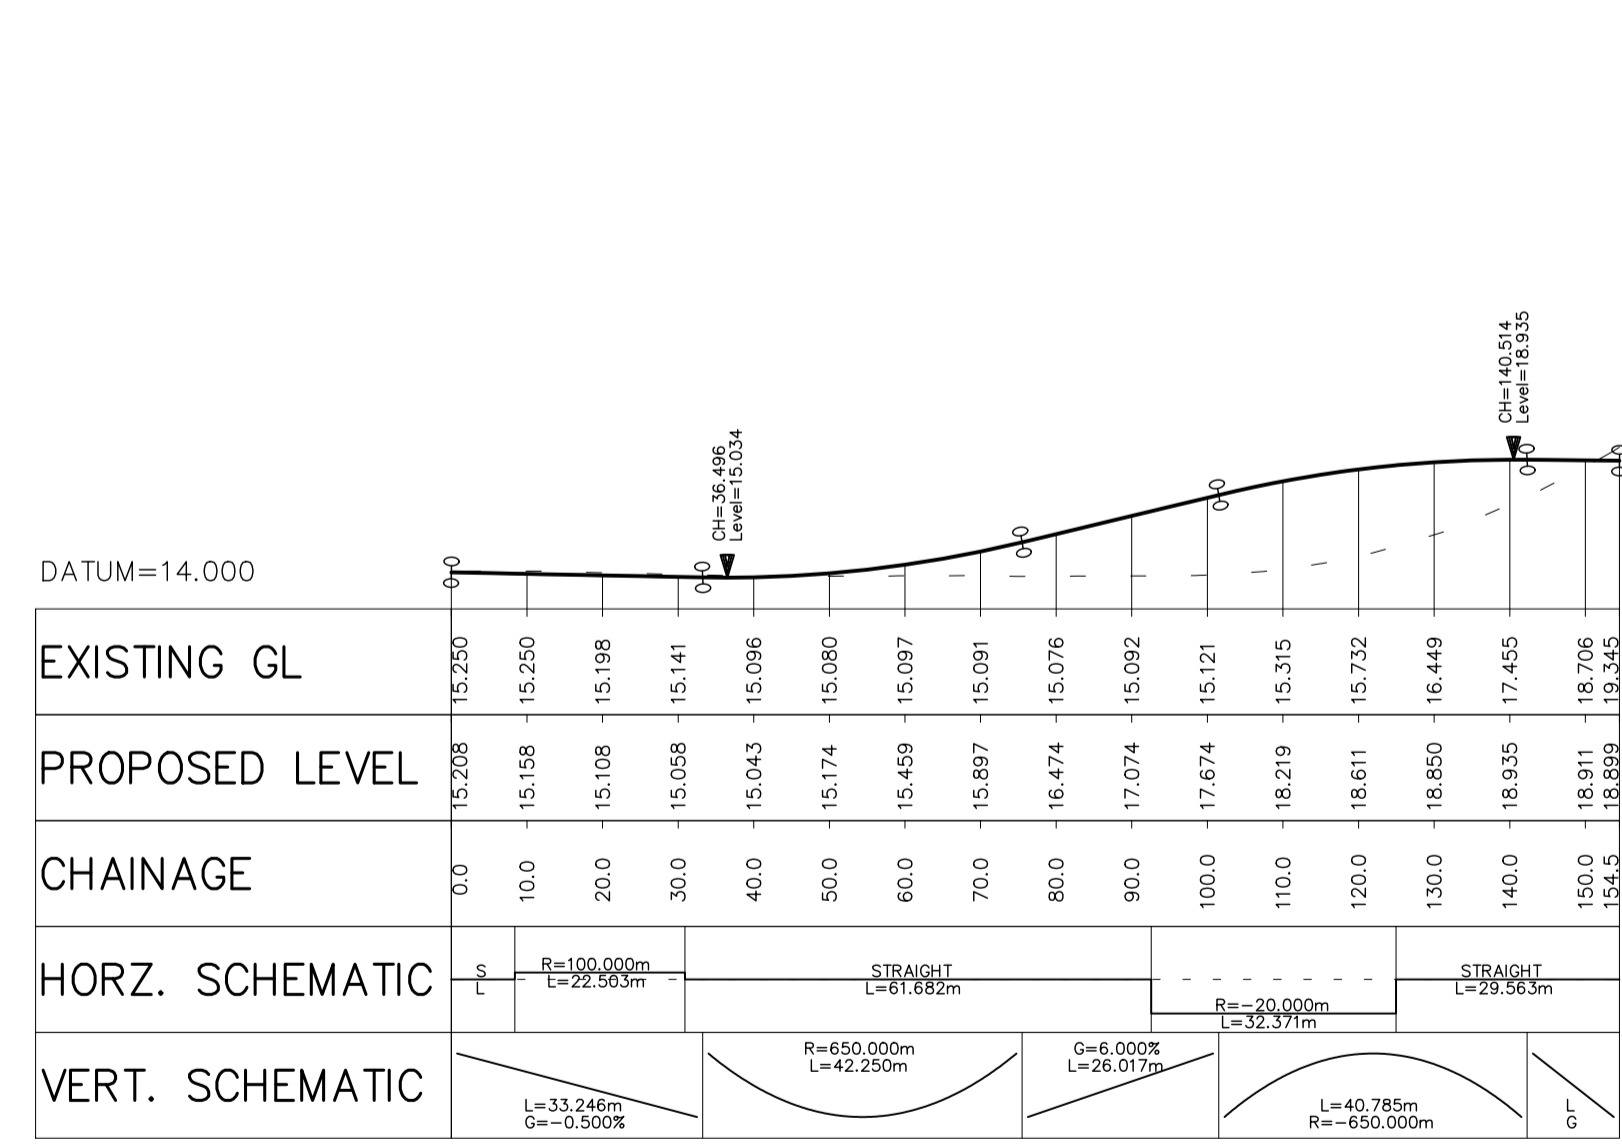 CH=140.514
Level=18.935
CH=36.496
Level=15.034
DATUM=14.000
EXISTING GL 15.250 15.250 15.198 15.141 15.096 15.080 15.097 15.091 15.076 15.092 15.121 15.315 15.732 16.449 17.455 18.706 19.345
PROPOSED LEVEL 15.208 15.158 15.108 15.058 15.043 15.174 15.459 15.897 16.474 17.074 17.674 18.219 18.611 18.850 18.935 18.911 18.899
CHAINAGE 0.0 10.0 20.0 30.0 40.0 50.0 60.0 70.0 80.0 90.0 100.0 110.0 120.0 130.0 140.0 150.0 154.5
HORZ. SCHEMATIC
S
L
R=100.000m
L=22.503m
STRAIGHT
L=61.682m
R=-20.000m
L=32.371m
STRAIGHT
L=29.563m
VERT. SCHEMATIC
L=33.246m
G=-0.500%
R=650.000m
L=42.250m
G=6.000%
L=26.017m
L=40.785m
R=-650.000m
L
G